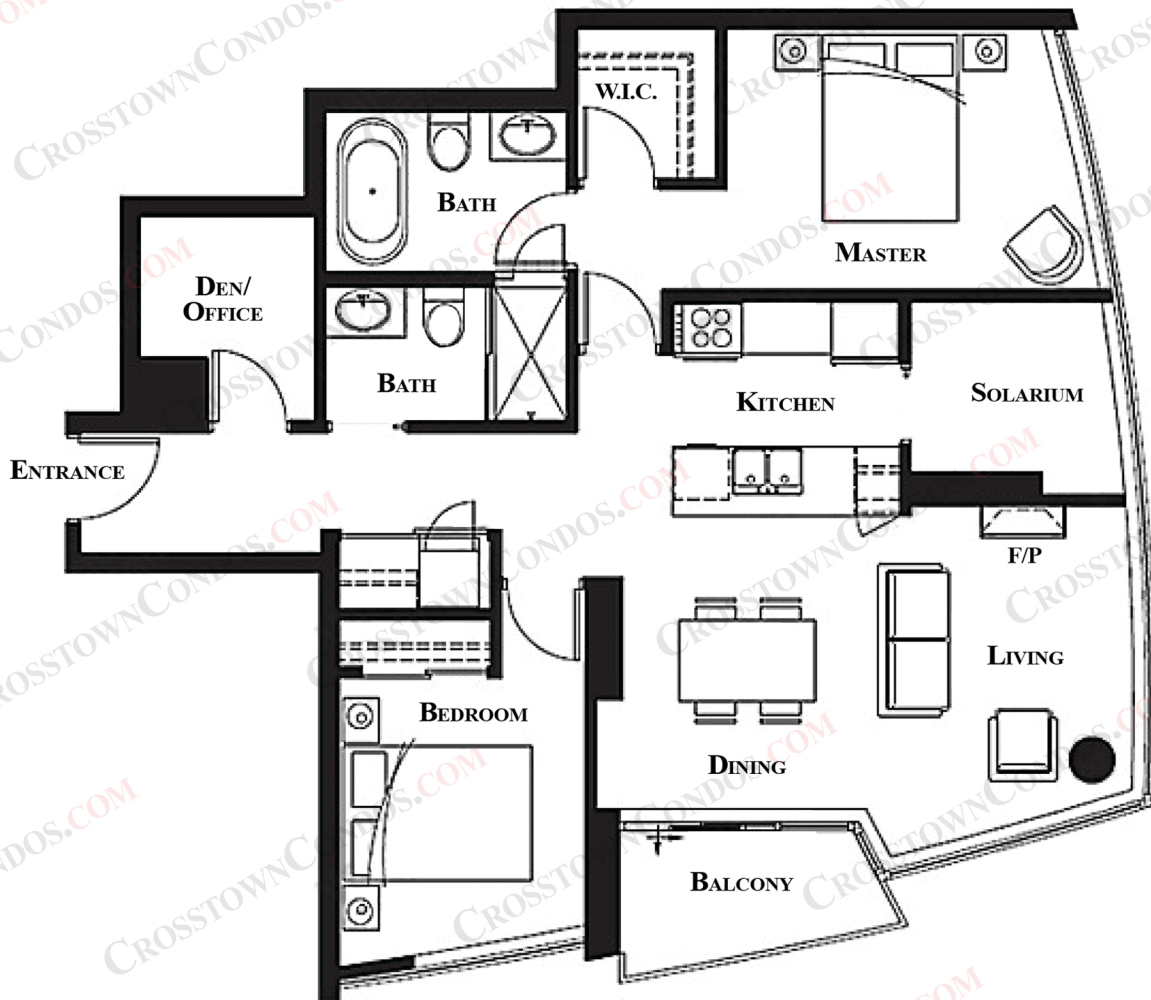 W.I.C.
BATH
MASTER
DEN/
OFFICE
BATH
KITCHEN
SOLARIUM
ENTRANCE
F/P
LIVING
BEDROOM
DINING
BALCONY
CROSSTOWNCONDOS.COM